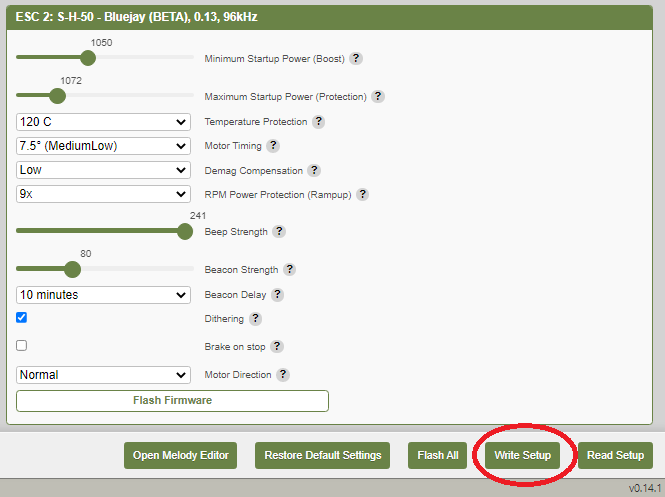 ESC 2: S-H-50 - Bluejay (BETA), 0.13, 96kHz
1050
Minimum Startup Power (Boost) ?
1072
Maximum Startup Power (Protection) ?
120 C Temperature Protection ?
7.5° (MediumLow) Motor Timing ?
Low Demag Compensation ?
9x RPM Power Protection (Rampup) ?
241
Beep Strength ?
80
Beacon Strength ?
10 minutes Beacon Delay ?
Dithering ?
Brake on stop ?
Normal Motor Direction ?
Flash Firmware
Open Melody Editor Restore Default Settings Flash All Write Setup Read Setup
v0.14.1